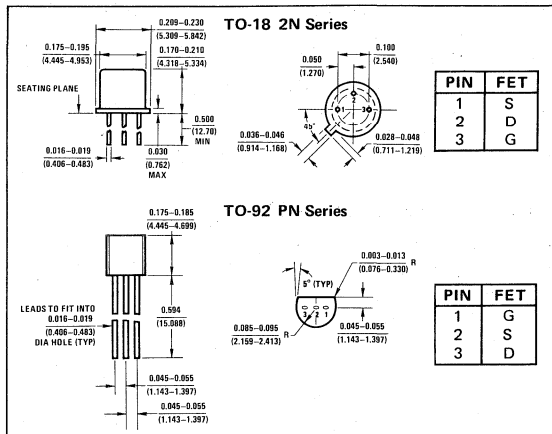 TO-18 2N Series
0.209–0.230
(5.309–5.842)
0.175–0.195
(4.445–4.953)
0.170–0.210
(4.318–5.334)
SEATING PLANE
0.500
(12.70)
MIN
0.016–0.019
(0.406–0.483)
0.030
(0.762)
MAX
0.050
(1.270)
0.100
(2.540)
1
2
3
45°
0.036–0.046
(0.914–1.168)
0.028–0.048
(0.711–1.219)
PIN FET
1 S
2 D
3 G
TO-92 PN Series
0.175–0.185
(4.445–4.699)
LEADS TO FIT INTO
0.016–0.019
(0.406–0.483)
DIA HOLE (TYP)
0.594
(15.088)
0.045–0.055
(1.143–1.397)
0.045–0.055
(1.143–1.397)
5° (TYP)
0.003–0.013
(0.076–0.330) R
3 2 1
0.085–0.095
(2.159–2.413) R
0.045–0.055
(1.143–1.397)
PIN FET
1 G
2 S
3 D